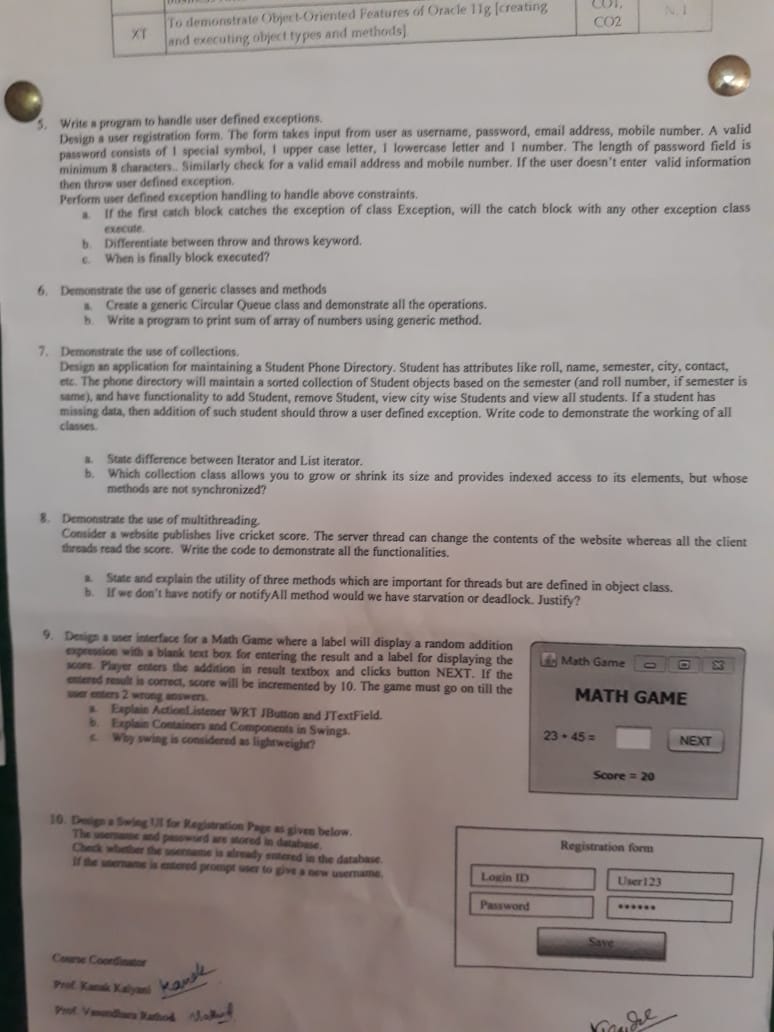 XT
To demonstrate Object-Oriented Features of Oracle 11g [creating
and executing object types and methods]
CO1,
CO2
N. I
5. Write a program to handle user defined exceptions.
Design a user registration form. The form takes input from user as username, password, email address, mobile number. A valid
password consists of 1 special symbol, 1 upper case letter, 1 lowercase letter and 1 number. The length of password field is
minimum 8 characters.. Similarly check for a valid email address and mobile number. If the user doesn't enter valid information
then throw user defined exception.
Perform user defined exception handling to handle above constraints.
a. If the first catch block catches the exception of class Exception, will the catch block with any other exception class
execute.
b. Differentiate between throw and throws keyword.
c. When is finally block executed?
6. Demonstrate the use of generic classes and methods
a. Create a generic Circular Queue class and demonstrate all the operations.
b. Write a program to print sum of array of numbers using generic method.
7. Demonstrate the use of collections.
Design an application for maintaining a Student Phone Directory. Student has attributes like roll, name, semester, city, contact,
etc. The phone directory will maintain a sorted collection of Student objects based on the semester (and roll number, if semester is
same), and have functionality to add Student, remove Student, view city wise Students and view all students. If a student has
missing data, then addition of such student should throw a user defined exception. Write code to demonstrate the working of all
classes.
a. State difference between Iterator and List iterator.
b. Which collection class allows you to grow or shrink its size and provides indexed access to its elements, but whose
methods are not synchronized?
8. Demonstrate the use of multithreading.
Consider a website publishes live cricket score. The server thread can change the contents of the website whereas all the client
threads read the score. Write the code to demonstrate all the functionalities.
a. State and explain the utility of three methods which are important for threads but are defined in object class.
b. If we don't have notify or notifyAll method would we have starvation or deadlock. Justify?
9. Design a user interface for a Math Game where a label will display a random addition
expression with a blank text box for entering the result and a label for displaying the
score. Player enters the addition in result textbox and clicks button NEXT. If the
entered result is correct, score will be incremented by 10. The game must go on till the
user enters 2 wrong answers.
a. Explain ActionListener WRT JButton and JTextField.
b. Explain Containers and Components in Swings.
c. Why swing is considered as lightweight?
Math Game
MATH GAME
23 + 45 =
NEXT
Score = 20
10. Design a Swing UI for Registration Page as given below.
The username and password are stored in database.
Check whether the username is already entered in the database.
If the username is entered prompt user to give a new username.
Registration form
Login ID
User123
Password
••••••
Save
Course Coordinator
Prof. Kanak Kalyani
Prof. Vasundhara Rathod